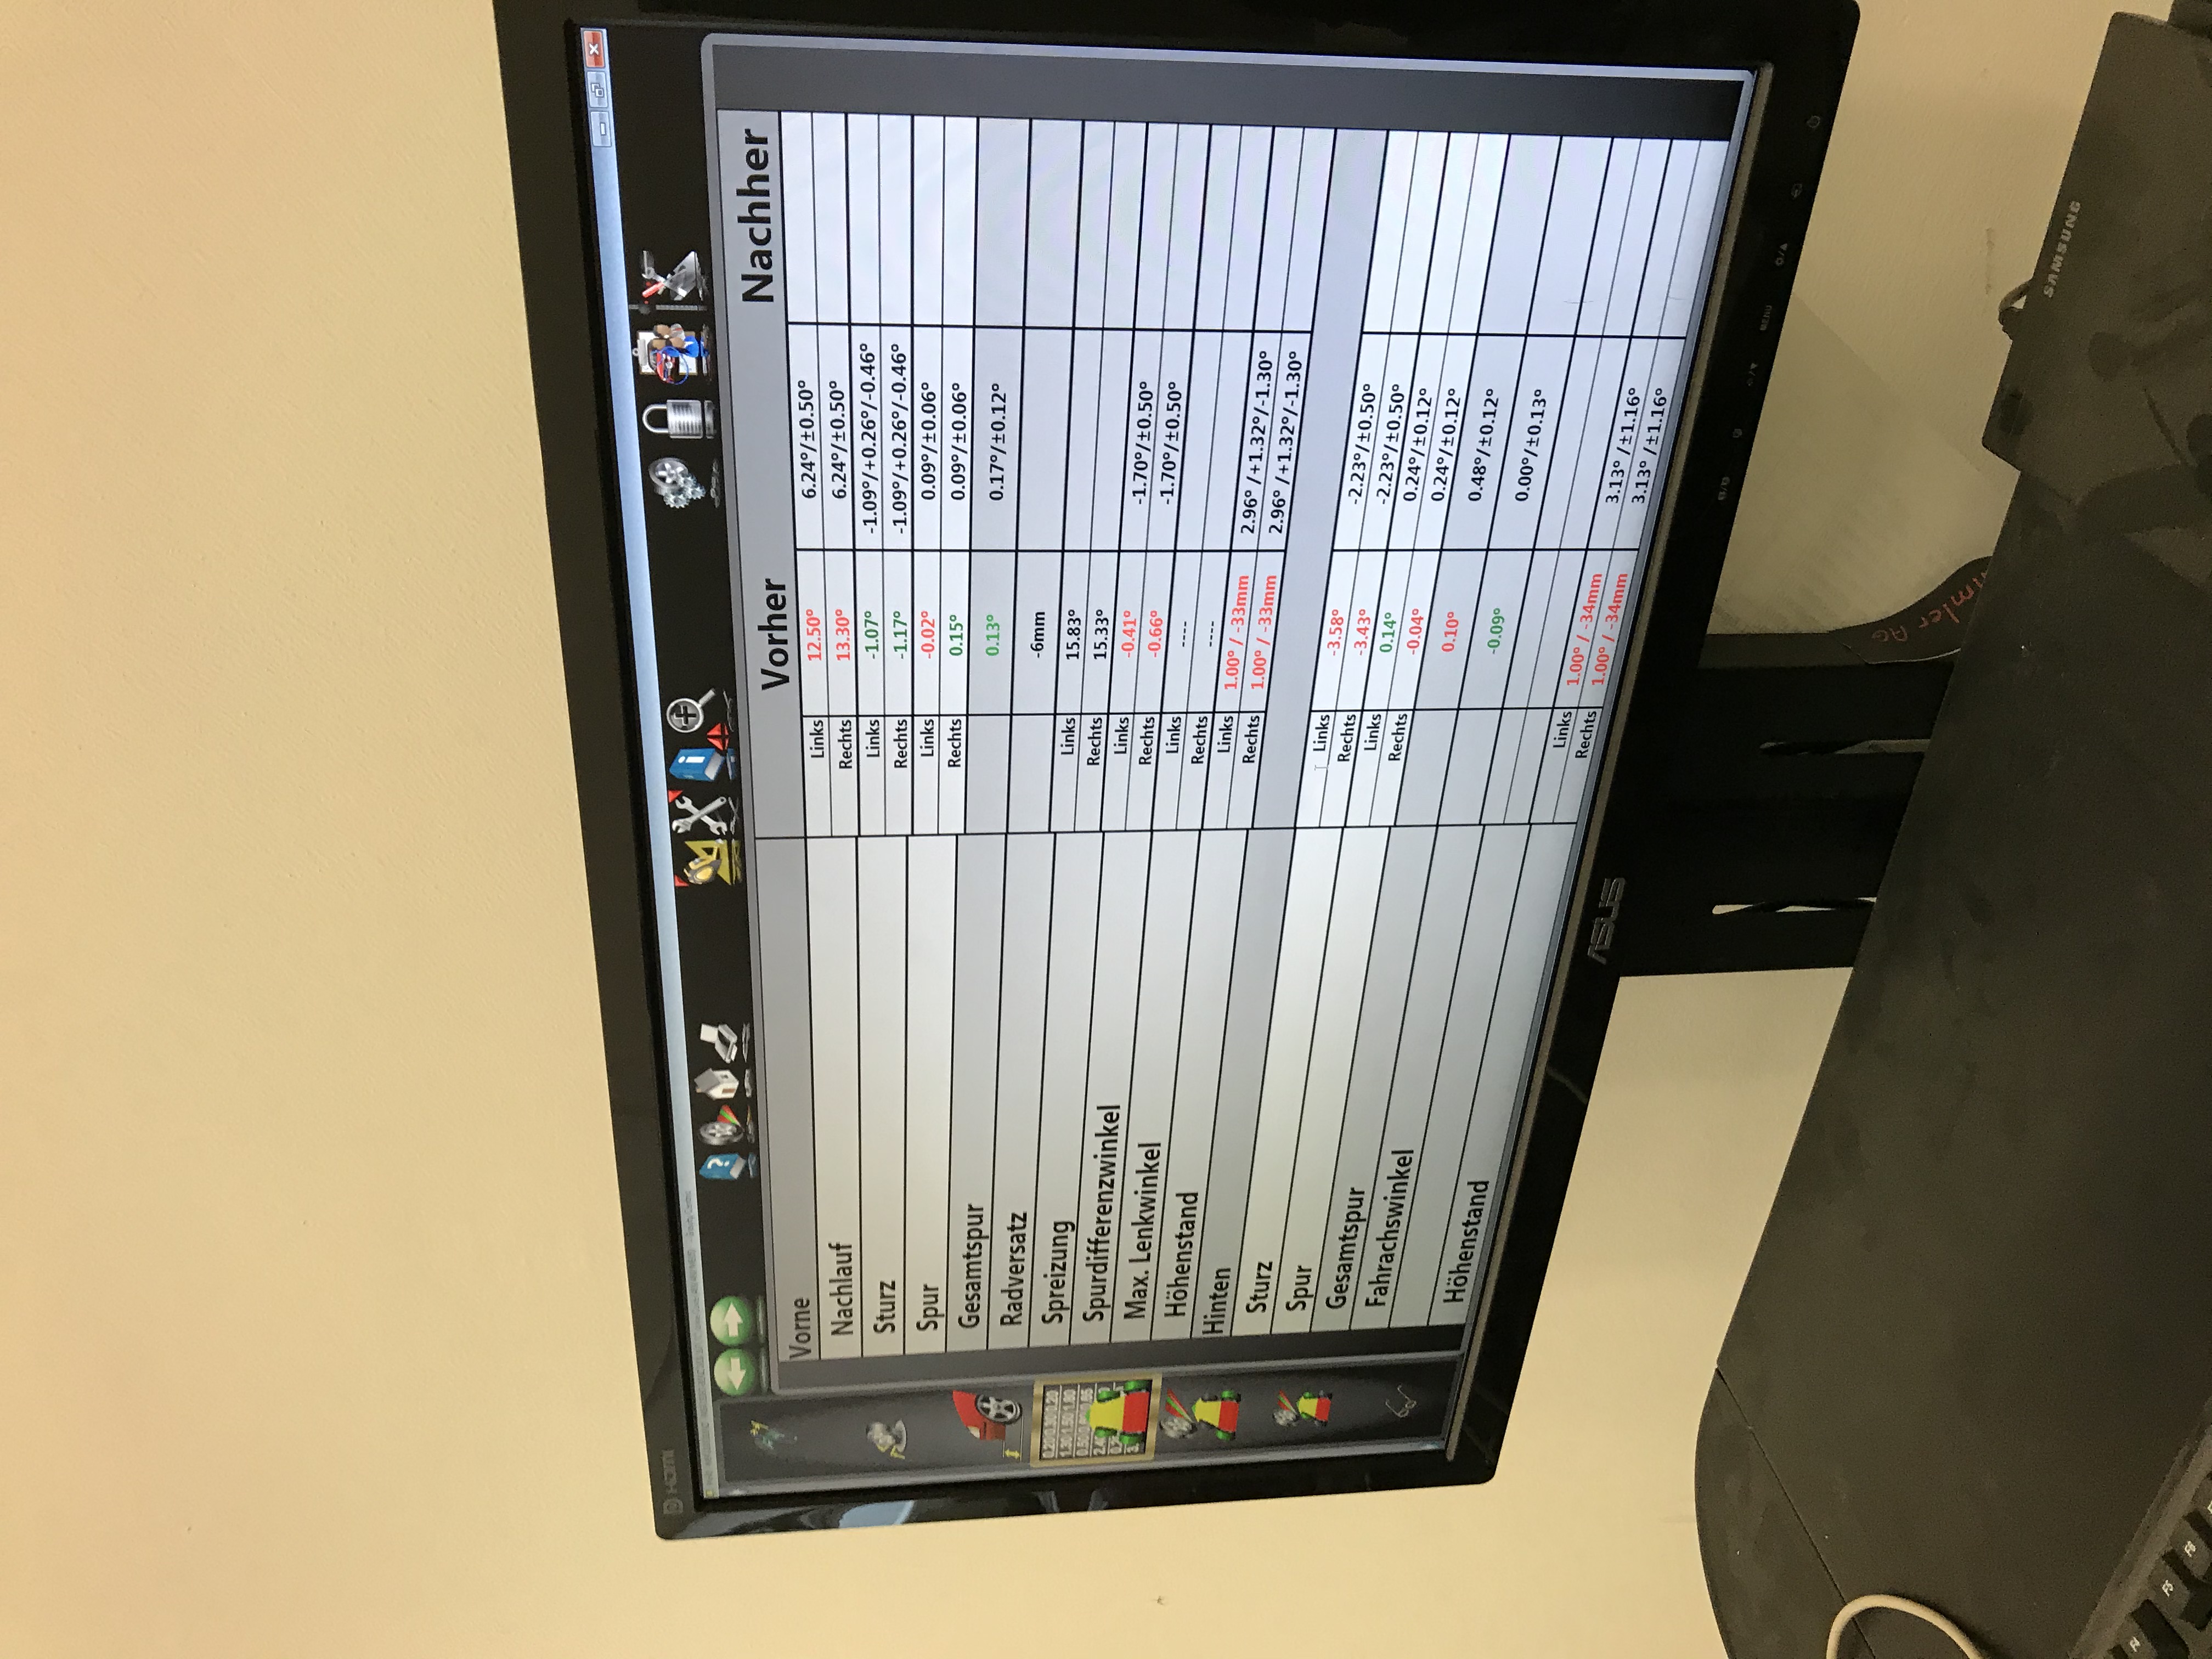 HDMI
Vorher Nachher
Vorne
Nachlauf Links 12.50° 6.24°/±0.50°
Rechts 13.30° 6.24°/±0.50°
Sturz Links -1.07° -1.09°/+0.26°/-0.46°
Rechts -1.17° -1.09°/+0.26°/-0.46°
Spur Links -0.02° 0.09°/±0.06°
Rechts 0.15° 0.09°/±0.06°
Gesamtspur 0.13° 0.17°/±0.12°
Radversatz -6mm
Spreizung Links 15.83°
Rechts 15.33°
Spurdifferenzwinkel Links -0.41° -1.70°/±0.50°
Rechts -0.66° -1.70°/±0.50°
Max. Lenkwinkel Links ----
Rechts ----
Höhenstand Links 1.00° / -33mm 2.96° /+1.32°/-1.30°
Rechts 1.00° / -33mm 2.96° /+1.32°/-1.30°
Hinten
Sturz Links -3.58° -2.23°/±0.50°
Rechts -3.43° -2.23°/±0.50°
Spur Links 0.14° 0.24°/±0.12°
Rechts -0.04° 0.24°/±0.12°
Gesamtspur 0.10° 0.48°/±0.12°
Fahrachswinkel -0.09° 0.00°/±0.13°
Höhenstand Links 1.00° / -34mm 3.13° /±1.16°
Rechts 1.00° / -34mm 3.13° /±1.16°
ASUS
MENU
SAMSUNG
F4
F5
F6